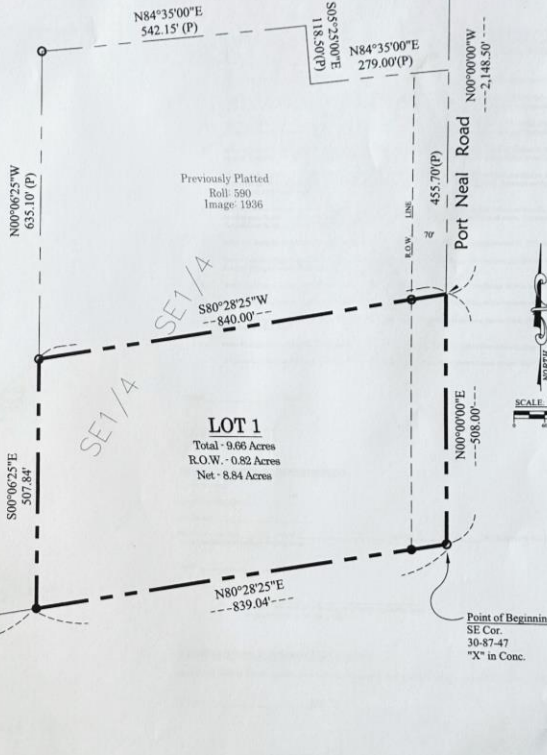 N84°35'00"E
542.15' (P)
S05°25'00"E
118.50'(P)
N84°35'00"E
279.00'(P)
N00°00'00"W
---2,148.50'---
N00°06'25"W
635.10' (P)
Previously Platted
Roll: 590
Image: 1936
R.O.W. LINE
70'
455.70'(P)
Port Neal Road
SE1/4
S80°28'25"W
---840.00'---
SE1/4
LOT 1
Total - 9.66 Acres
R.O.W. - 0.82 Acres
Net - 8.84 Acres
S00°06'25"E
507.84'
N00°00'00"E
---508.00'---
NORTH
SCALE:
N80°28'25"E
---839.04'---
Point of Beginnin
SE Cor.
30-87-47
"X" in Conc.